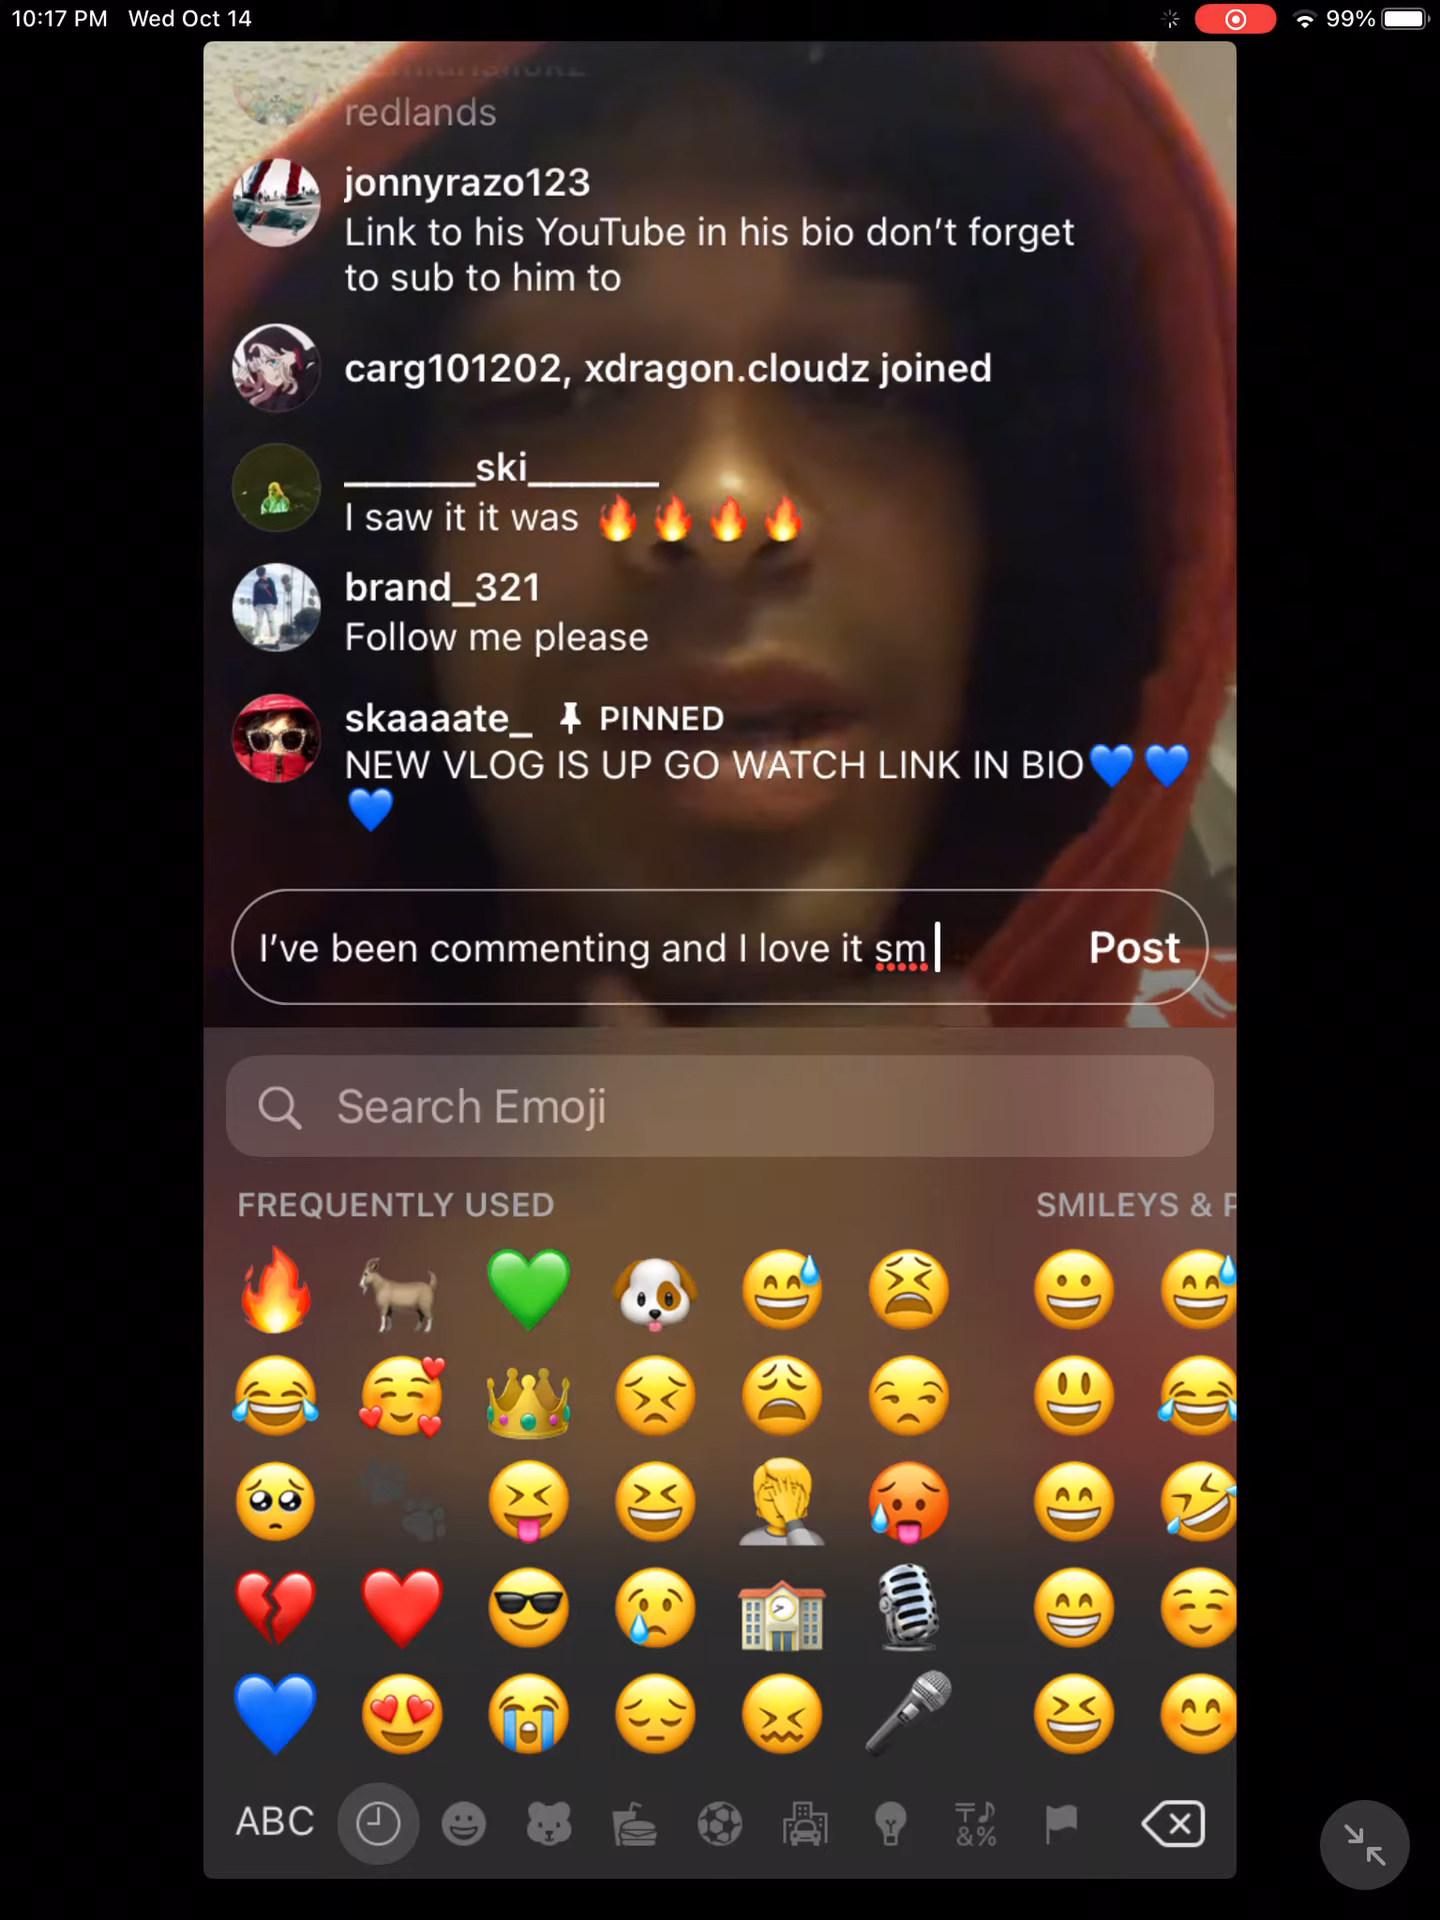 10:17 PM Wed Oct 14
99%
redlands
jonnyrazo123
Link to his YouTube in his bio don't forget
to sub to him to
carg101202, xdragon.cloudz joined
______ski______
I saw it it was 🔥🔥🔥🔥
brand_321
Follow me please
skaaaate_ 📌 PINNED
NEW VLOG IS UP GO WATCH LINK IN BIO💙💙
💙
I've been commenting and I love it sm
Post
Search Emoji
FREQUENTLY USED
SMILEYS & P
ABC